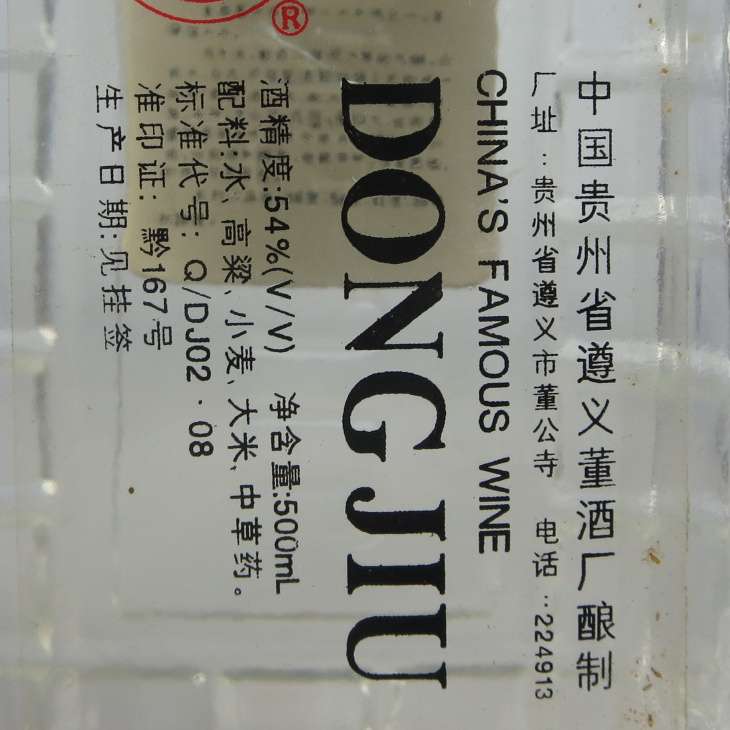 ®
中国贵州省遵义董酒厂酿制
厂址:贵州省遵义市董公寺 电话:224913
CHINA'S FAMOUS WINE
DONG JIU
酒精度:54%(V/V) 净含量:500mL
配料:水、高粱、小麦、大米、中草药。
标准代号: Q/DJ02·08
准印证: 黔167号
生产日期:见挂签